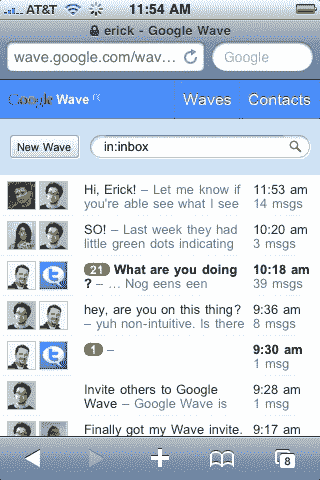 AT&T 11:54 AM
erick - Google Wave
wave.google.com/wav... Google
Google Wave Waves Contacts
New Wave in:inbox
Hi, Erick! – Let me know if 11:53 am
you're able see what I see 14 msgs
SO! – Last week they had 10:20 am
little green dots indicating 3 msgs
21 What are you doing 10:18 am
? – ... Nog eens een 39 msgs
hey, are you on this thing? 9:36 am
– yuh non-intuitive. Is there 8 msgs
1 – 9:30 am
1 msg
Invite others to Google 9:28 am
Wave – Google Wave is 1 msg
Finally got my Wave invite. 9:17 am
8